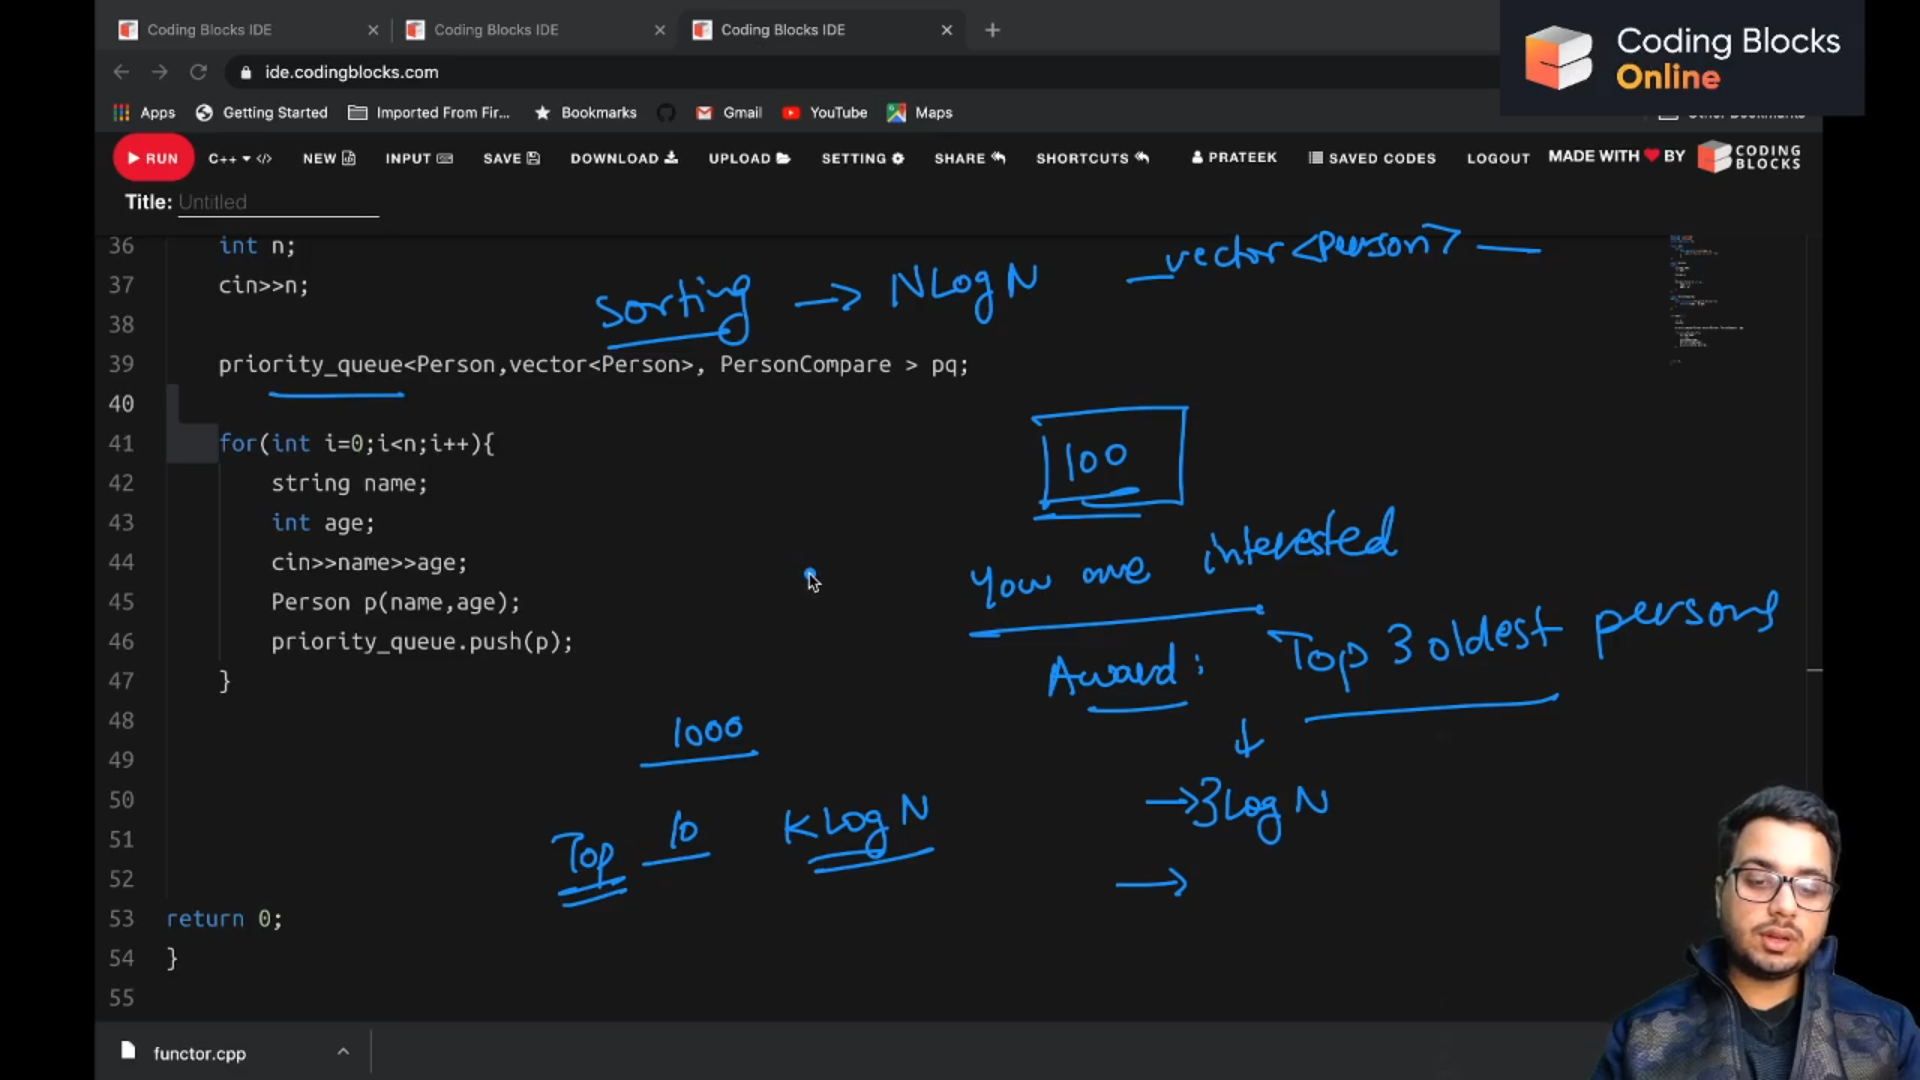 Coding Blocks IDE
Coding Blocks IDE
Coding Blocks IDE
Coding Blocks
Online
ide.codingblocks.com
Apps
Getting Started
Imported From Fir...
Bookmarks
Gmail
YouTube
Maps
RUN
C++ </>
NEW
INPUT
SAVE
DOWNLOAD
UPLOAD
SETTING
SHARE
SHORTCUTS
PRATEEK
SAVED CODES
LOGOUT
MADE WITH BY
CODING
BLOCKS
Title: Untitled
36 int n;
vector <Person>
37 cin>>n;
Sorting → N Log N
38
39 priority_queue<Person,vector<Person>, PersonCompare > pq;
40
41 for(int i=0;i<n;i++){
100
42 string name;
43 int age;
You are interested
44 cin>>name>>age;
45 Person p(name,age);
46 priority_queue.push(p);
Award: Top 3 oldest persons
47 }
48
1000
49
50
→ 3 Log N
51
Top 10 K Log N
52
→
53 return 0;
54 }
55
functor.cpp